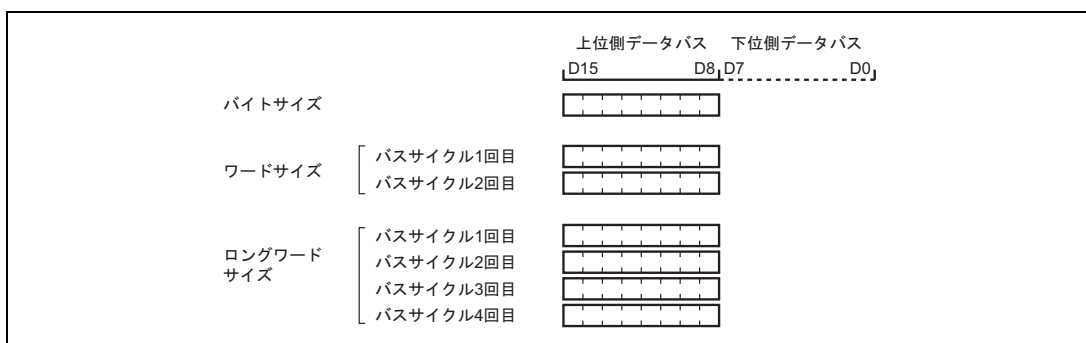 上位側データバス 下位側データバス
D15 D8 D7 D0
バイトサイズ
ワードサイズ
バスサイクル1回目
バスサイクル2回目
ロングワード
サイズ
バスサイクル1回目
バスサイクル2回目
バスサイクル3回目
バスサイクル4回目